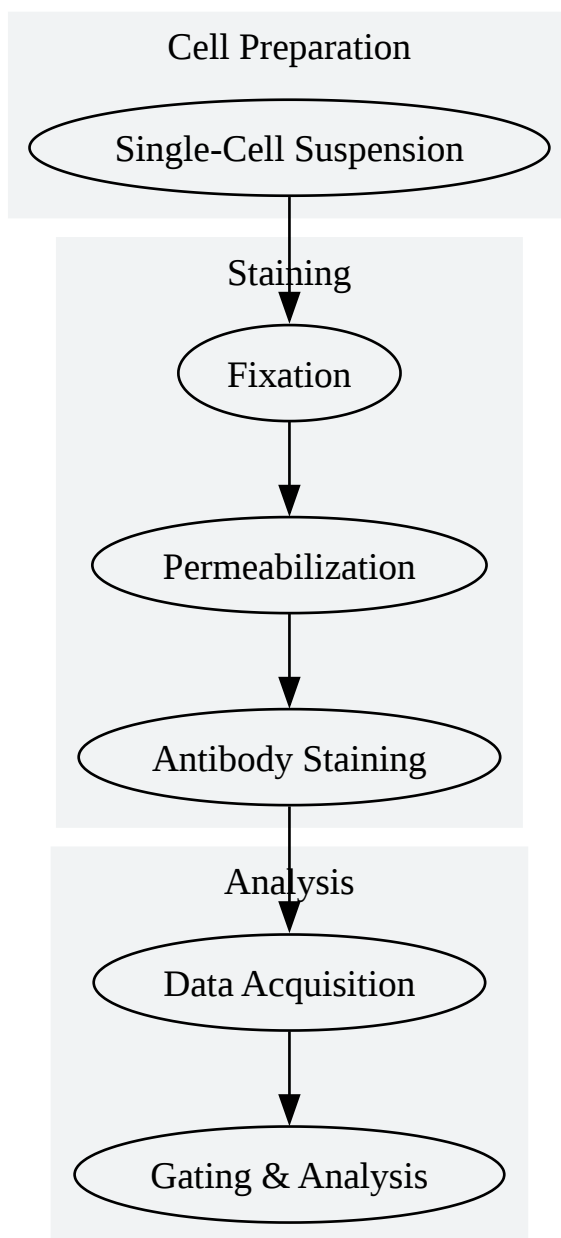 Cell Preparation
Single-Cell Suspension
Staining
Fixation
Permeabilization
Antibody Staining
Analysis
Data Acquisition
Gating & Analysis